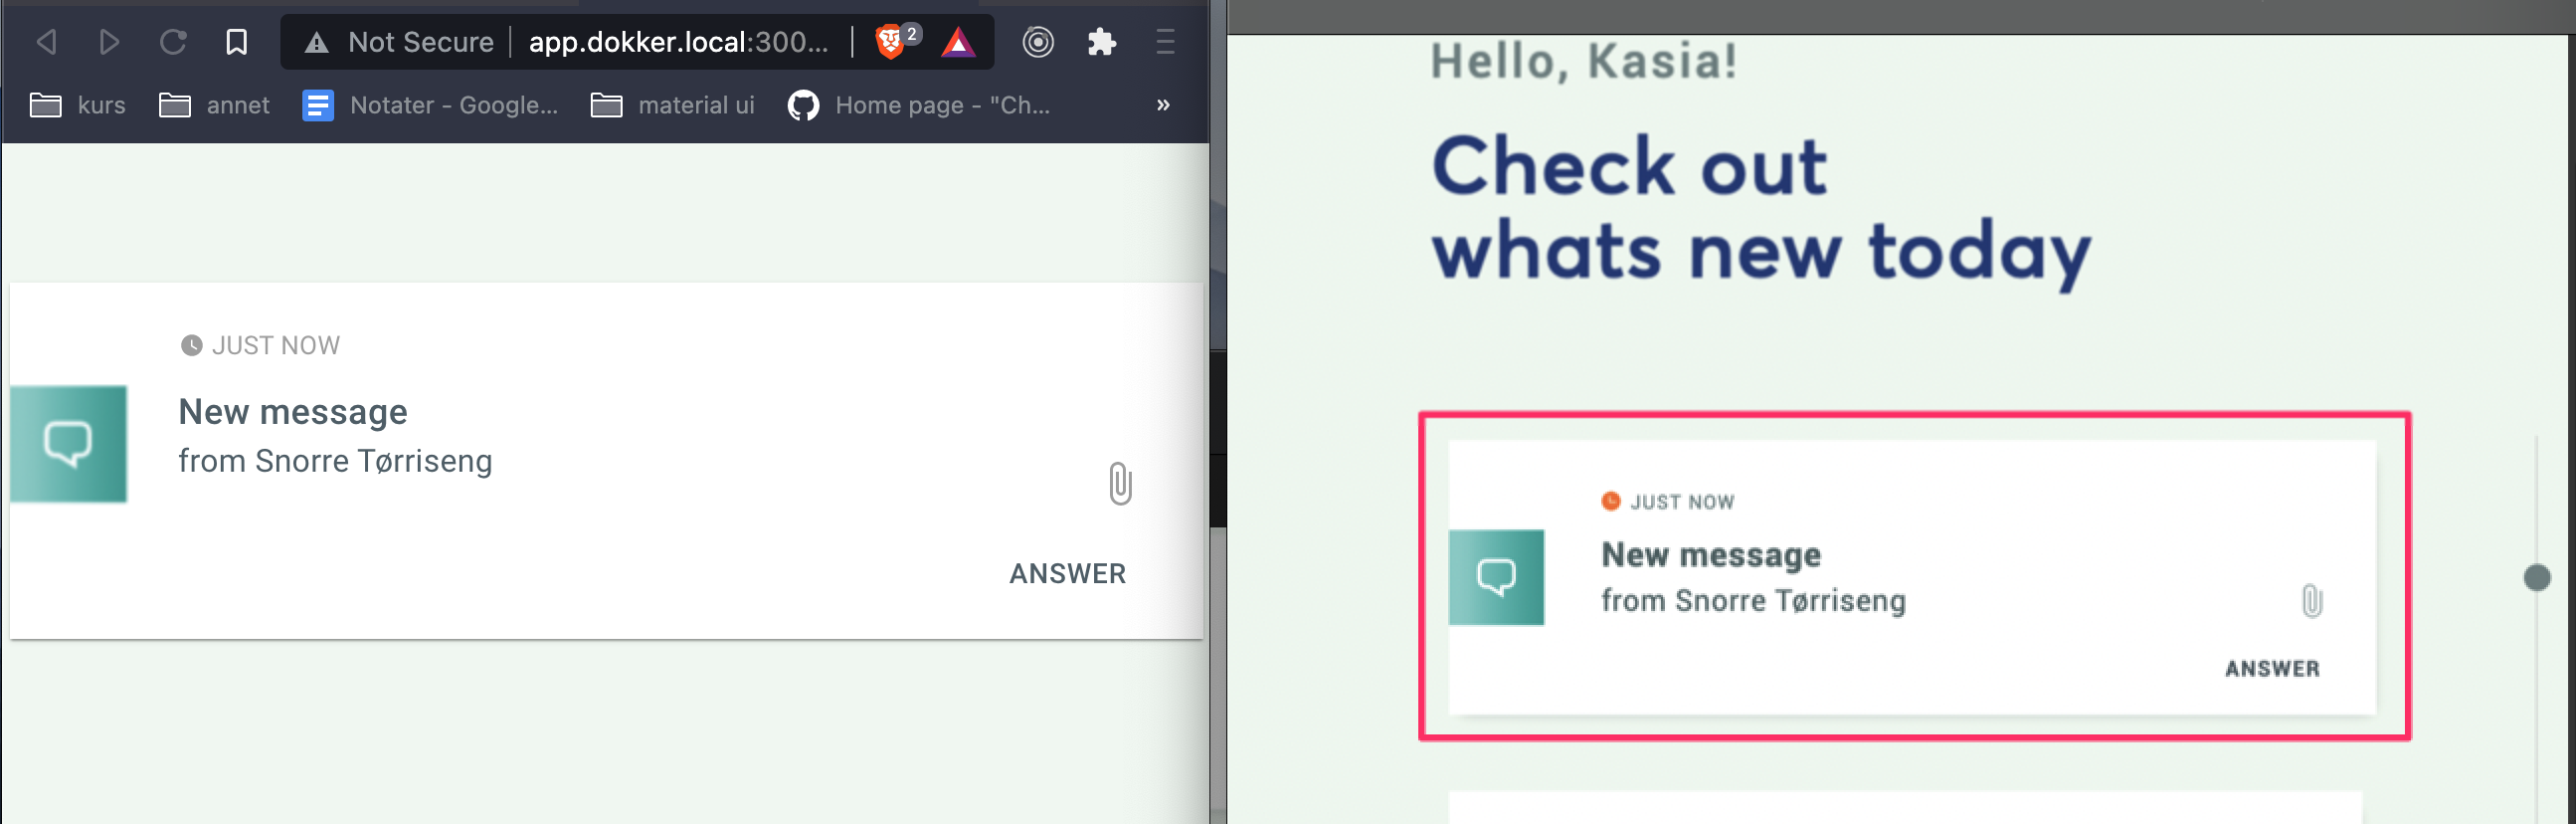 Not Secure app.dokker.local:300...
2
kurs annet Notater - Google... material ui Home page - "Ch... »
JUST NOW
New message
from Snorre Tørriseng
ANSWER
Hello, Kasia!
Check out
whats new today
JUST NOW
New message
from Snorre Tørriseng
ANSWER